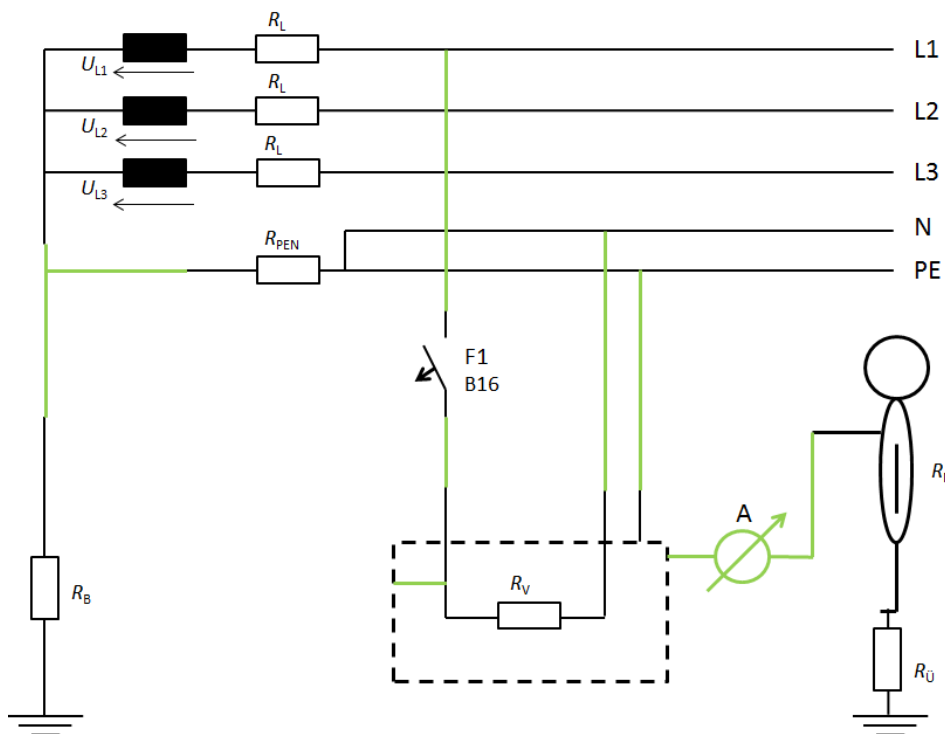 R_L
L1
U_L1
R_L
L2
U_L2
R_L
L3
U_L3
N
R_PEN
PE
F1
B16
A
R_V
R_B
R_Ü